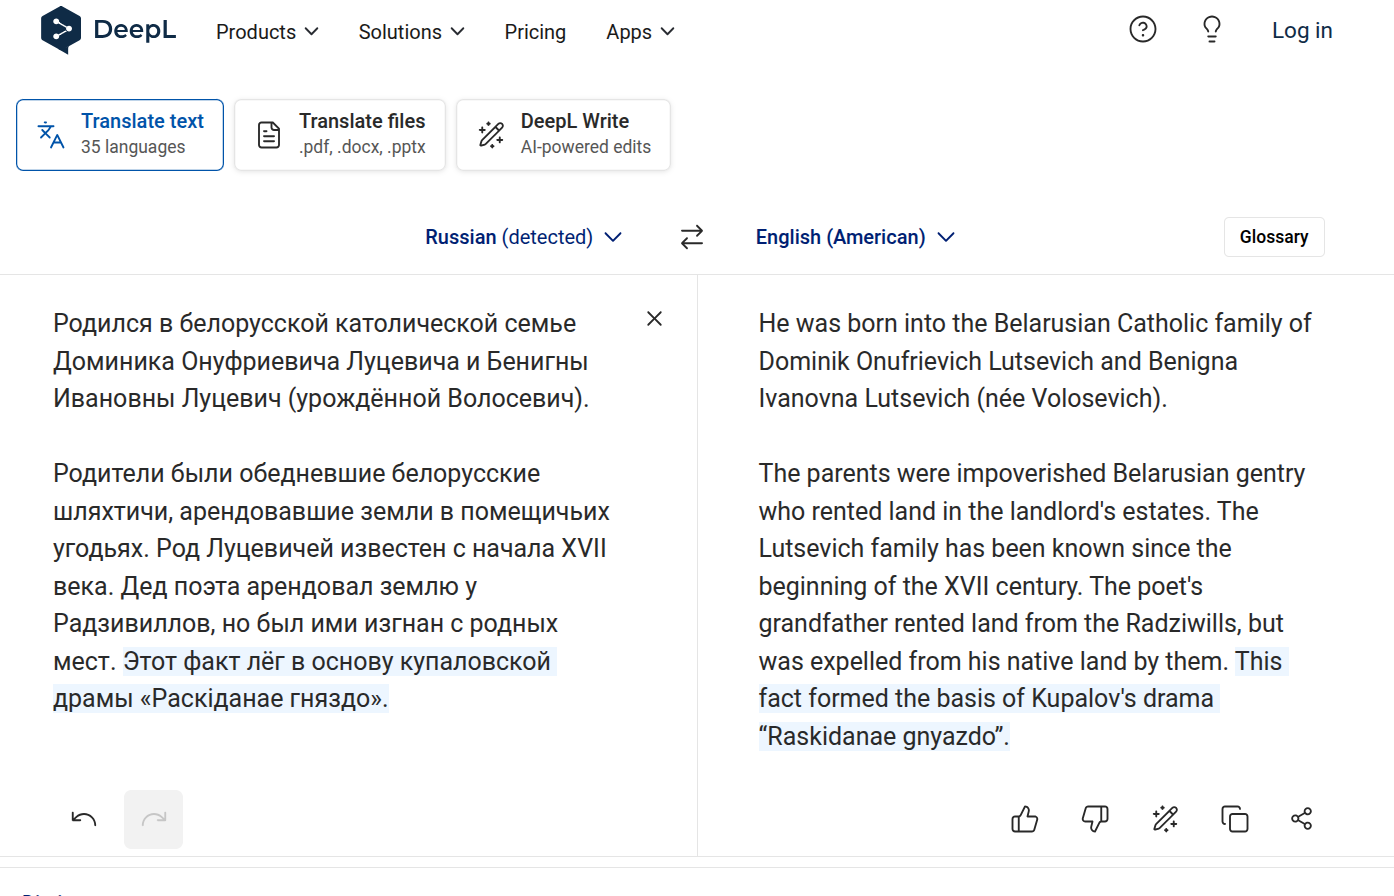 DeepL
Products
Solutions
Pricing
Apps
Log in
Translate text
35 languages
Translate files
.pdf, .docx, .pptx
DeepL Write
AI-powered edits
Russian (detected)
English (American)
Glossary
Родился в белорусской католической семье
Доминика Онуфриевича Луцевича и Бенигны
Ивановны Луцевич (урождённой Волосевич).
Родители были обедневшие белорусские
шляхтичи, арендовавшие земли в помещичьих
угодьях. Род Луцевичей известен с начала XVII
века. Дед поэта арендовал землю у
Радзивиллов, но был ими изгнан с родных
мест. Этот факт лёг в основу купаловской
драмы «Раскіданае гняздо».
He was born into the Belarusian Catholic family of
Dominik Onufrievich Lutsevich and Benigna
Ivanovna Lutsevich (née Volosevich).
The parents were impoverished Belarusian gentry
who rented land in the landlord's estates. The
Lutsevich family has been known since the
beginning of the XVII century. The poet's
grandfather rented land from the Radziwills, but
was expelled from his native land by them. This
fact formed the basis of Kupalov's drama
“Raskidanae gnyazdo”.